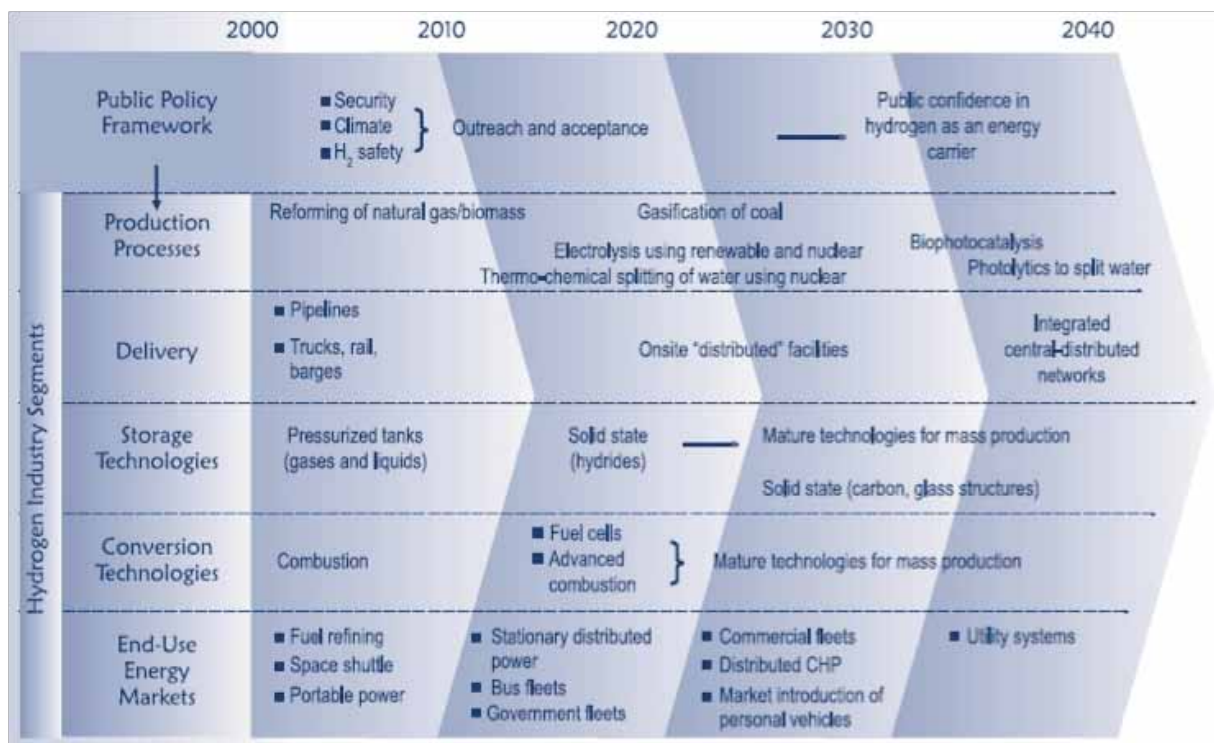 2000 2010 2020 2030 2040
Public Policy
Framework
■ Security
■ Climate
■ H₂ safety
Outreach and acceptance
Public confidence in
hydrogen as an energy
carrier
Hydrogen Industry Segments
Production
Processes
Reforming of natural gas/biomass
Gasification of coal
Electrolysis using renewable and nuclear
Thermo-chemical splitting of water using nuclear
Biophotocatalysis
Photolytics to split water
Delivery
■ Pipelines
■ Trucks, rail,
barges
Onsite "distributed" facilities
Integrated
central-distributed
networks
Storage
Technologies
Pressurized tanks
(gases and liquids)
Solid state
(hydrides)
Mature technologies for mass production
Solid state (carbon, glass structures)
Conversion
Technologies
Combustion
■ Fuel cells
■ Advanced
combustion
Mature technologies for mass production
End-Use
Energy
Markets
■ Fuel refining
■ Space shuttle
■ Portable power
■ Stationary distributed
power
■ Bus fleets
■ Government fleets
■ Commercial fleets
■ Distributed CHP
■ Market introduction of
personal vehicles
■ Utility systems